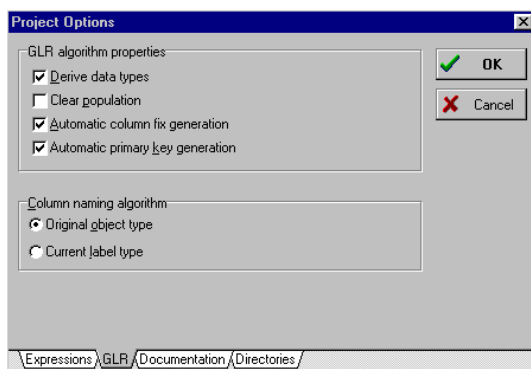 Project Options
GLR algorithm properties
Derive data types
Clear population
Automatic column fix generation
Automatic primary key generation
OK
Cancel
Column naming algorithm
Original object type
Current label type
Expressions GLR Documentation Directories